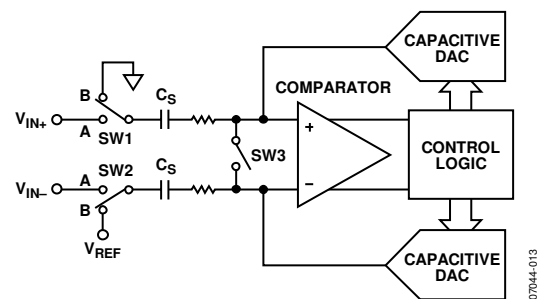 CAPACITIVE
DAC
COMPARATOR
B
CS
VIN+
A
SW1
+
SW3
CONTROL
LOGIC
SW2
CS
VIN–
A
–
B
VREF
CAPACITIVE
DAC
07044-013